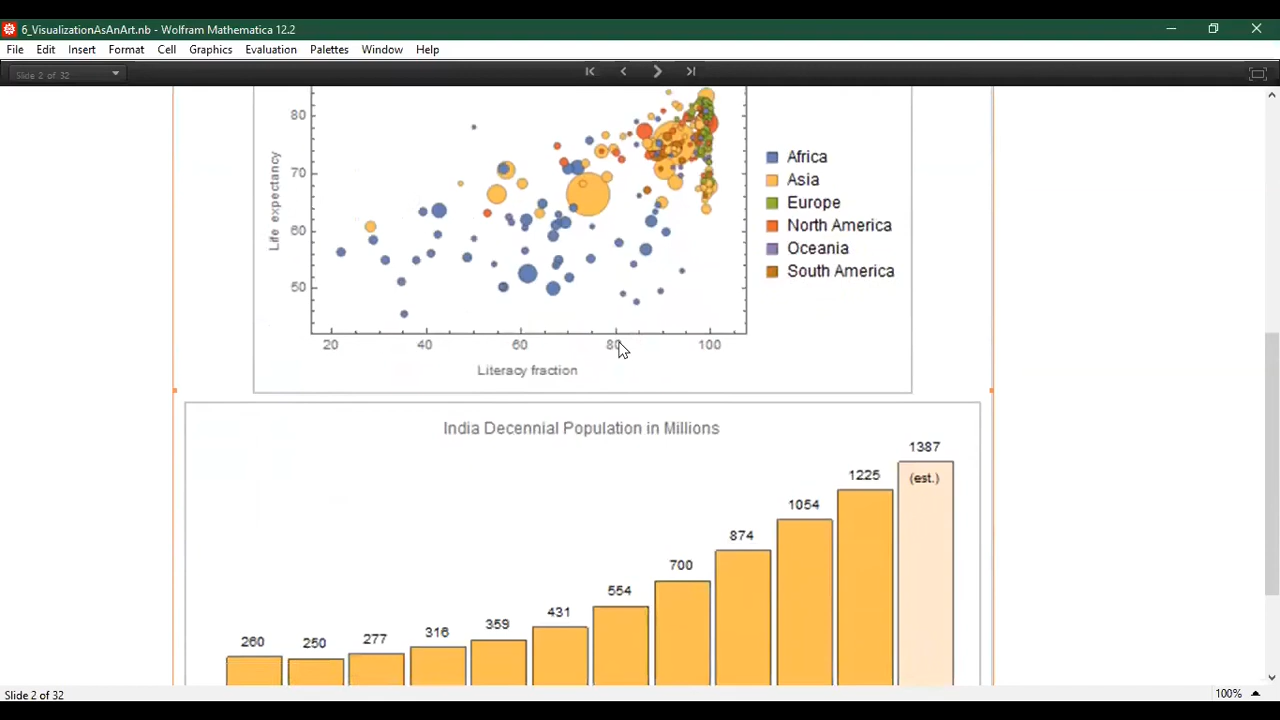 6_VisualizationAsAnArt.nb - Wolfram Mathematica 12.2
File Edit Insert Format Cell Graphics Evaluation Palettes Window Help
Slide 2 of 32
80
70
60
50
Life expectancy
20 40 60 80 100
Literacy fraction
Africa
Asia
Europe
North America
Oceania
South America
India Decennial Population in Millions
260 250 277 316 359 431 554 700 874 1054 1225 1387
(est.)
Slide 2 of 32
100%